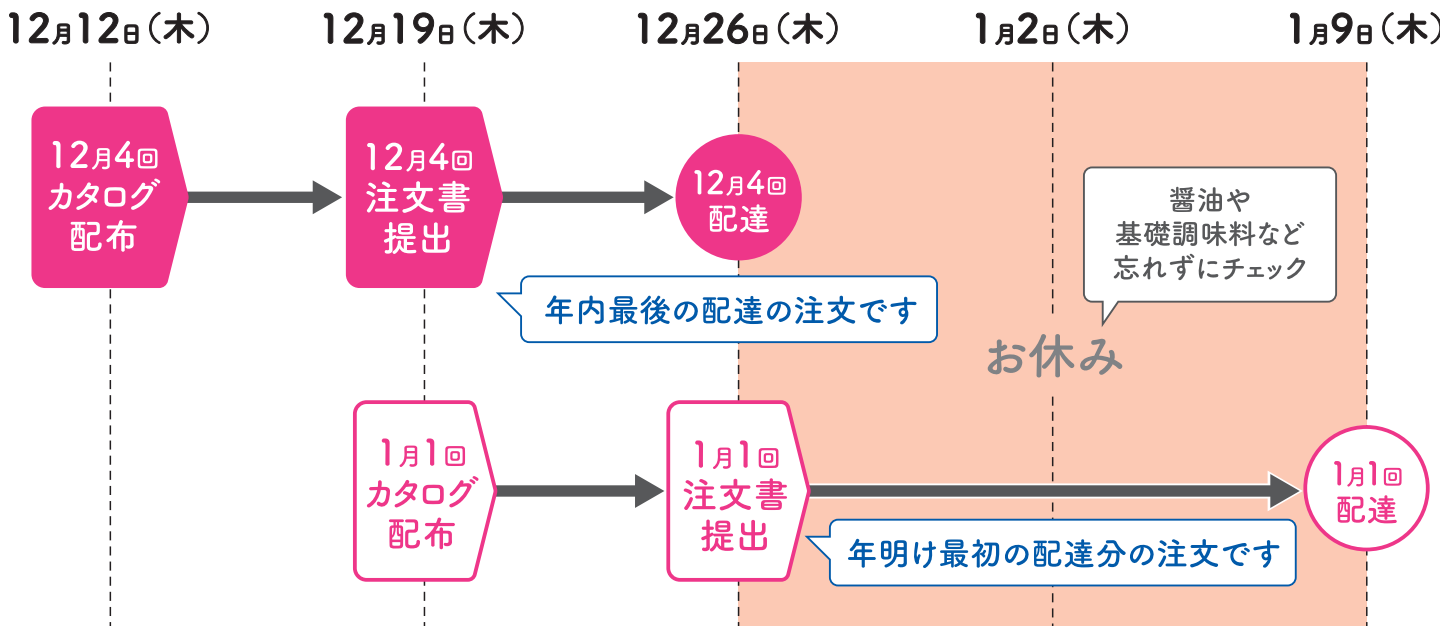 12月12日（木）
12月19日（木）
12月26日（木）
1月2日（木）
1月9日（木）
12月4回
カタログ
配布
12月4回
注文書
提出
12月4回
配達
醤油や
基礎調味料など
忘れずにチェック
年内最後の配達の注文です
お休み
1月1回
カタログ
配布
1月1回
注文書
提出
1月1回
配達
年明け最初の配達分の注文です